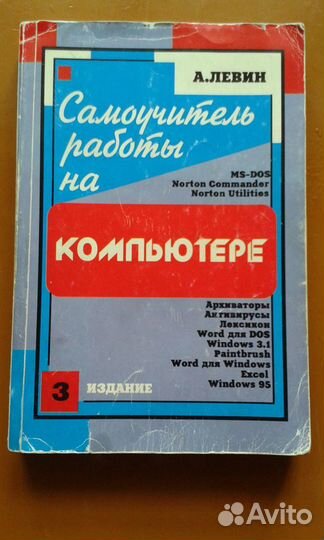 А.ЛЕВИН
Самоучитель
работы
на
MS-DOS
Norton Commander
Norton Utilities
КОМПЬЮТЕРЕ
Архиваторы
Активирусы
Лексикон
Word для DOS
Windows 3.1
Paintbrush
Word для Windows
Excel
Windows 95
3 ИЗДАНИЕ
Avito